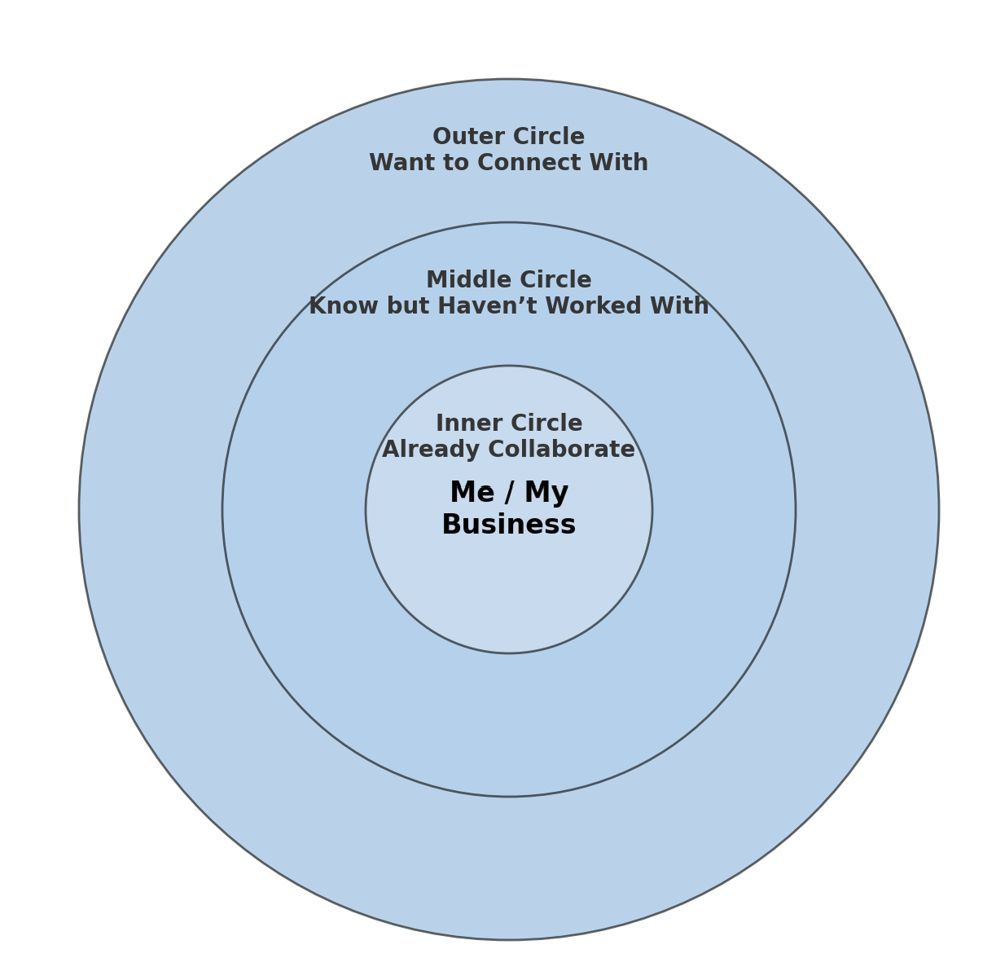 Outer Circle
Want to Connect With
Middle Circle
Know but Haven’t Worked With
Inner Circle
Already Collaborate
Me / My
Business